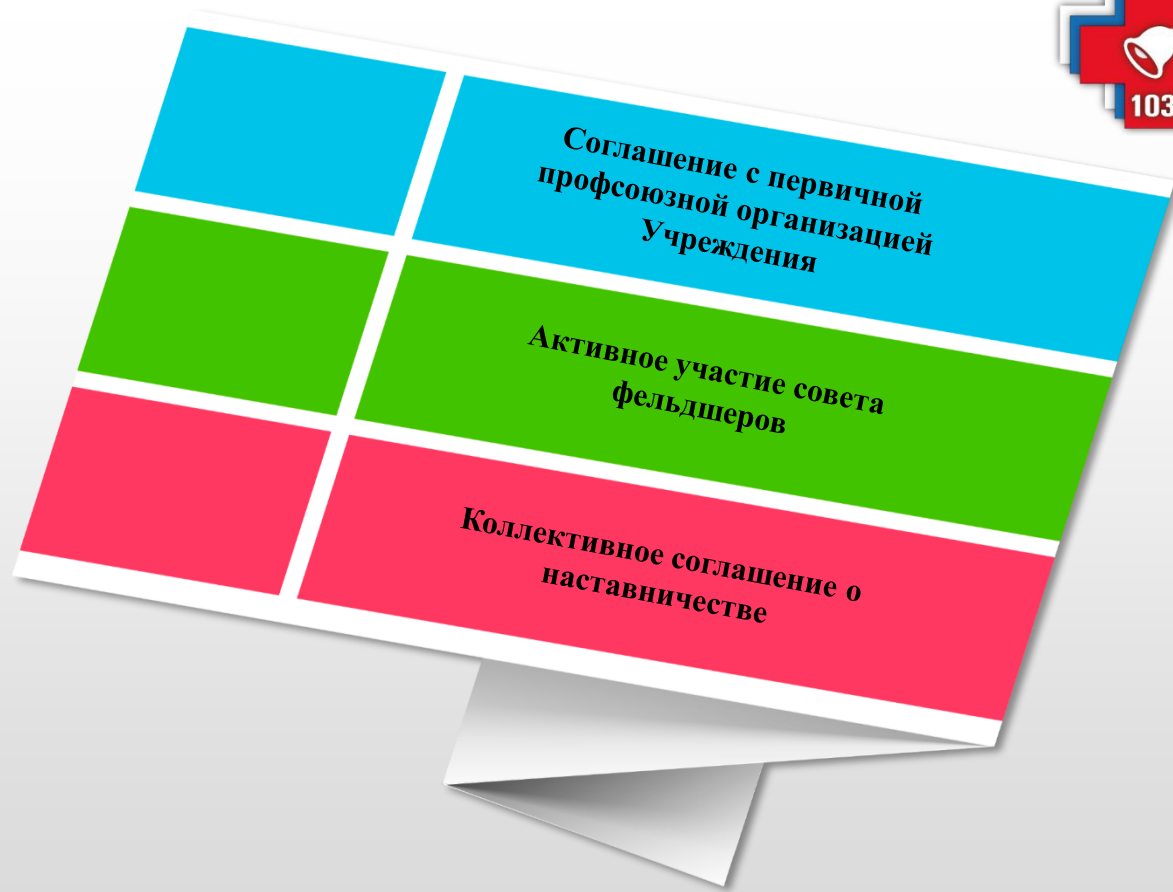 103
Соглашение с первичной
профсоюзной организацией
Учреждения
Активное участие совета
фельдшеров
Коллективное соглашение о
наставничестве